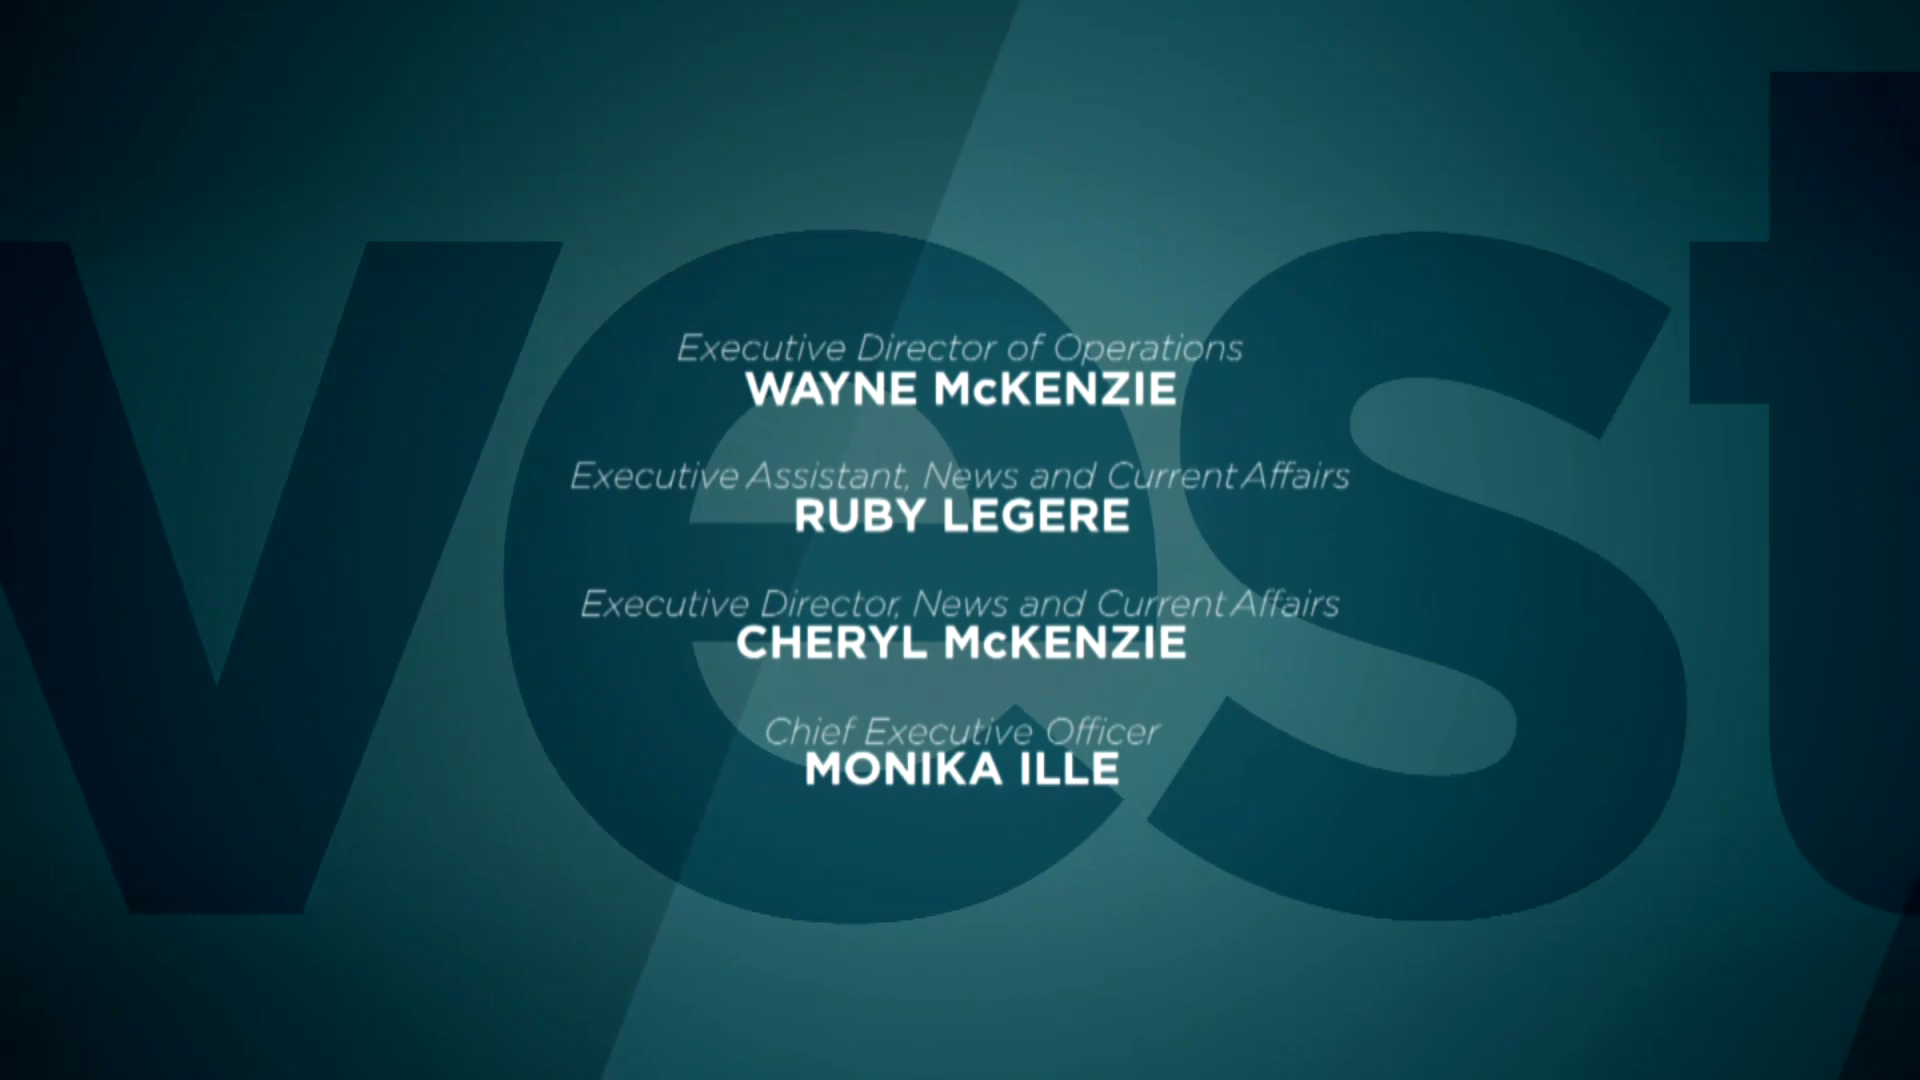 vest
Executive Director of Operations
WAYNE McKENZIE
Executive Assistant, News and Current Affairs
RUBY LEGERE
Executive Director, News and Current Affairs
CHERYL McKENZIE
Chief Executive Officer
MONIKA ILLE